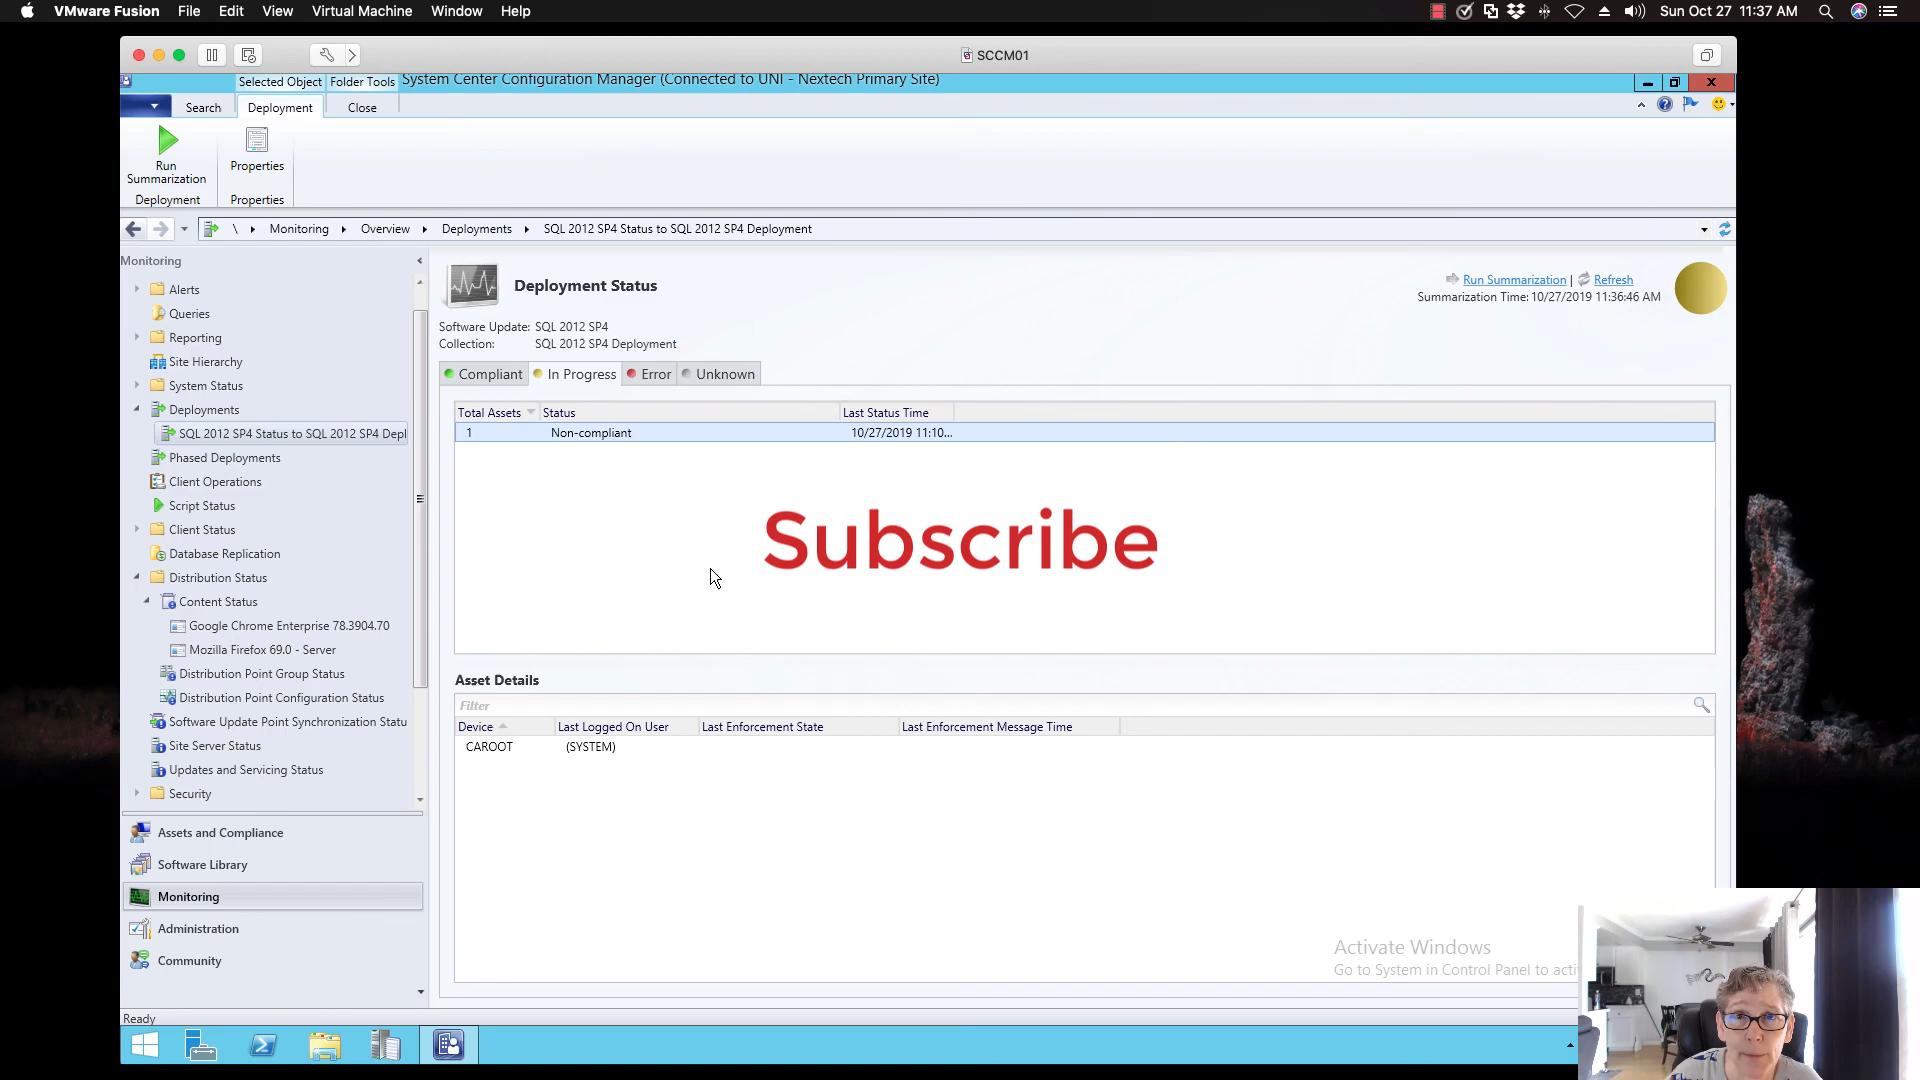 VMware Fusion File Edit View Virtual Machine Window Help Sun Oct 27 11:37 AM
SCCM01
Selected Object Folder Tools System Center Configuration Manager (Connected to UNI - Nextech Primary Site)
Search Deployment Close
Run Summarization
Properties
Deployment Properties
\ Monitoring Overview Deployments SQL 2012 SP4 Status to SQL 2012 SP4 Deployment
Monitoring
Alerts
Queries
Reporting
Site Hierarchy
System Status
Deployments
SQL 2012 SP4 Status to SQL 2012 SP4 Depl
Phased Deployments
Client Operations
Script Status
Client Status
Database Replication
Distribution Status
Content Status
Google Chrome Enterprise 78.3904.70
Mozilla Firefox 69.0 - Server
Distribution Point Group Status
Distribution Point Configuration Status
Software Update Point Synchronization Statu
Site Server Status
Updates and Servicing Status
Security
Assets and Compliance
Software Library
Monitoring
Administration
Community
Ready
Deployment Status
Run Summarization | Refresh
Summarization Time: 10/27/2019 11:36:46 AM
Software Update: SQL 2012 SP4
Collection: SQL 2012 SP4 Deployment
Compliant In Progress Error Unknown
Total Assets Status Last Status Time
1 Non-compliant 10/27/2019 11:10...
Subscribe
Asset Details
Filter
Device Last Logged On User Last Enforcement State Last Enforcement Message Time
CAROOT (SYSTEM)
Activate Windows
Go to System in Control Panel to acti